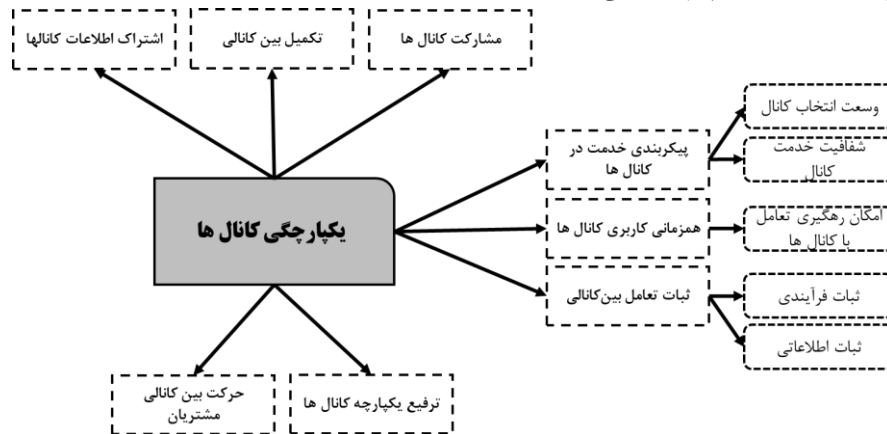 مشارکت کانال ها
تکمیل بین کانالی
اشتراک اطلاعات کانالها
وسعت انتخاب کانال
پیکربندی خدمت در
کانال ها
شفافیت خدمت
کانال
یکپارچگی کانال ها
همزمانی کاربری کانال ها
امکان رهگیری تعامل
با کانال ها
ثبات تعامل بین‌کانالی
ثبات فرآیندی
ثبات اطلاعاتی
ترفیع یکپارچه کانال ها
حرکت بین کانالی
مشتریان